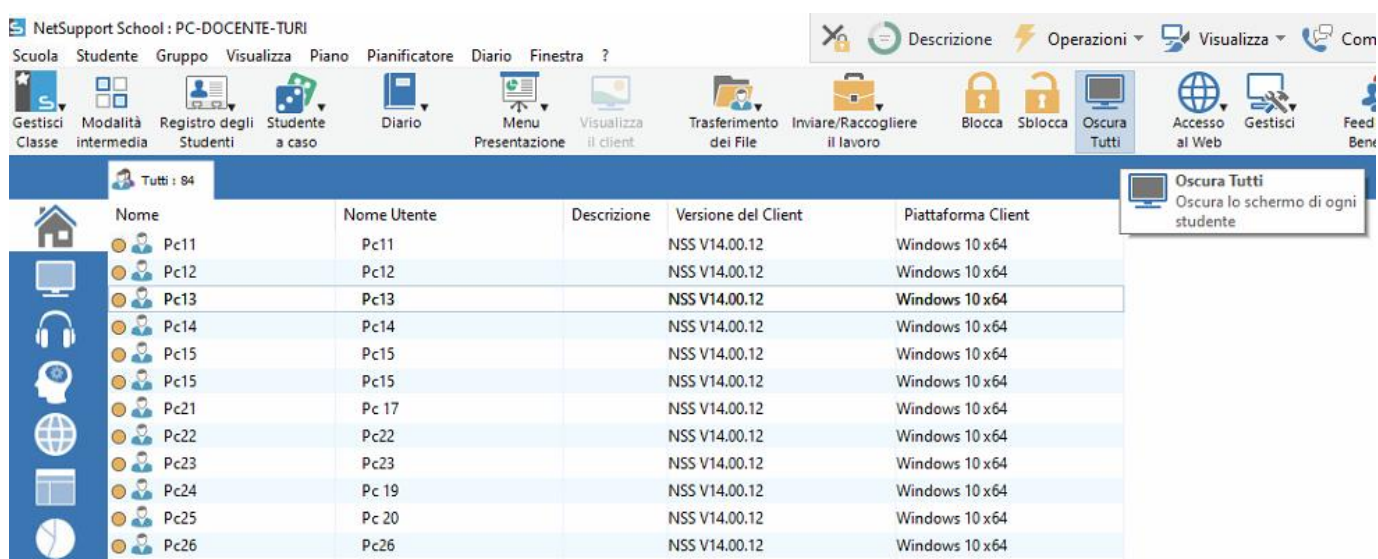 NetSupport School : PC-DOCENTE-TURI
Scuola Studente Gruppo Visualizza Piano Pianificatore Diario Finestra ?
Descrizione Operazioni Visualizza Com
Gestisci Classe
Modalità intermedia
Registro degli Studenti
Studente a caso
Diario
Menu Presentazione
Visualizza il client
Trasferimento dei File
Inviare/Raccogliere il lavoro
Blocca
Sblocca
Oscura Tutti
Accesso al Web
Gestisci
Feed Bene
Tutti : 84
Oscura Tutti
Oscura lo schermo di ogni
studente
Nome Nome Utente Descrizione Versione del Client Piattaforma Client
Pc11 Pc11 NSS V14.00.12 Windows 10 x64
Pc12 Pc12 NSS V14.00.12 Windows 10 x64
Pc13 Pc13 NSS V14.00.12 Windows 10 x64
Pc14 Pc14 NSS V14.00.12 Windows 10 x64
Pc15 Pc15 NSS V14.00.12 Windows 10 x64
Pc15 Pc15 NSS V14.00.12 Windows 10 x64
Pc21 Pc 17 NSS V14.00.12 Windows 10 x64
Pc22 Pc22 NSS V14.00.12 Windows 10 x64
Pc23 Pc23 NSS V14.00.12 Windows 10 x64
Pc24 Pc 19 NSS V14.00.12 Windows 10 x64
Pc25 Pc 20 NSS V14.00.12 Windows 10 x64
Pc26 Pc26 NSS V14.00.12 Windows 10 x64